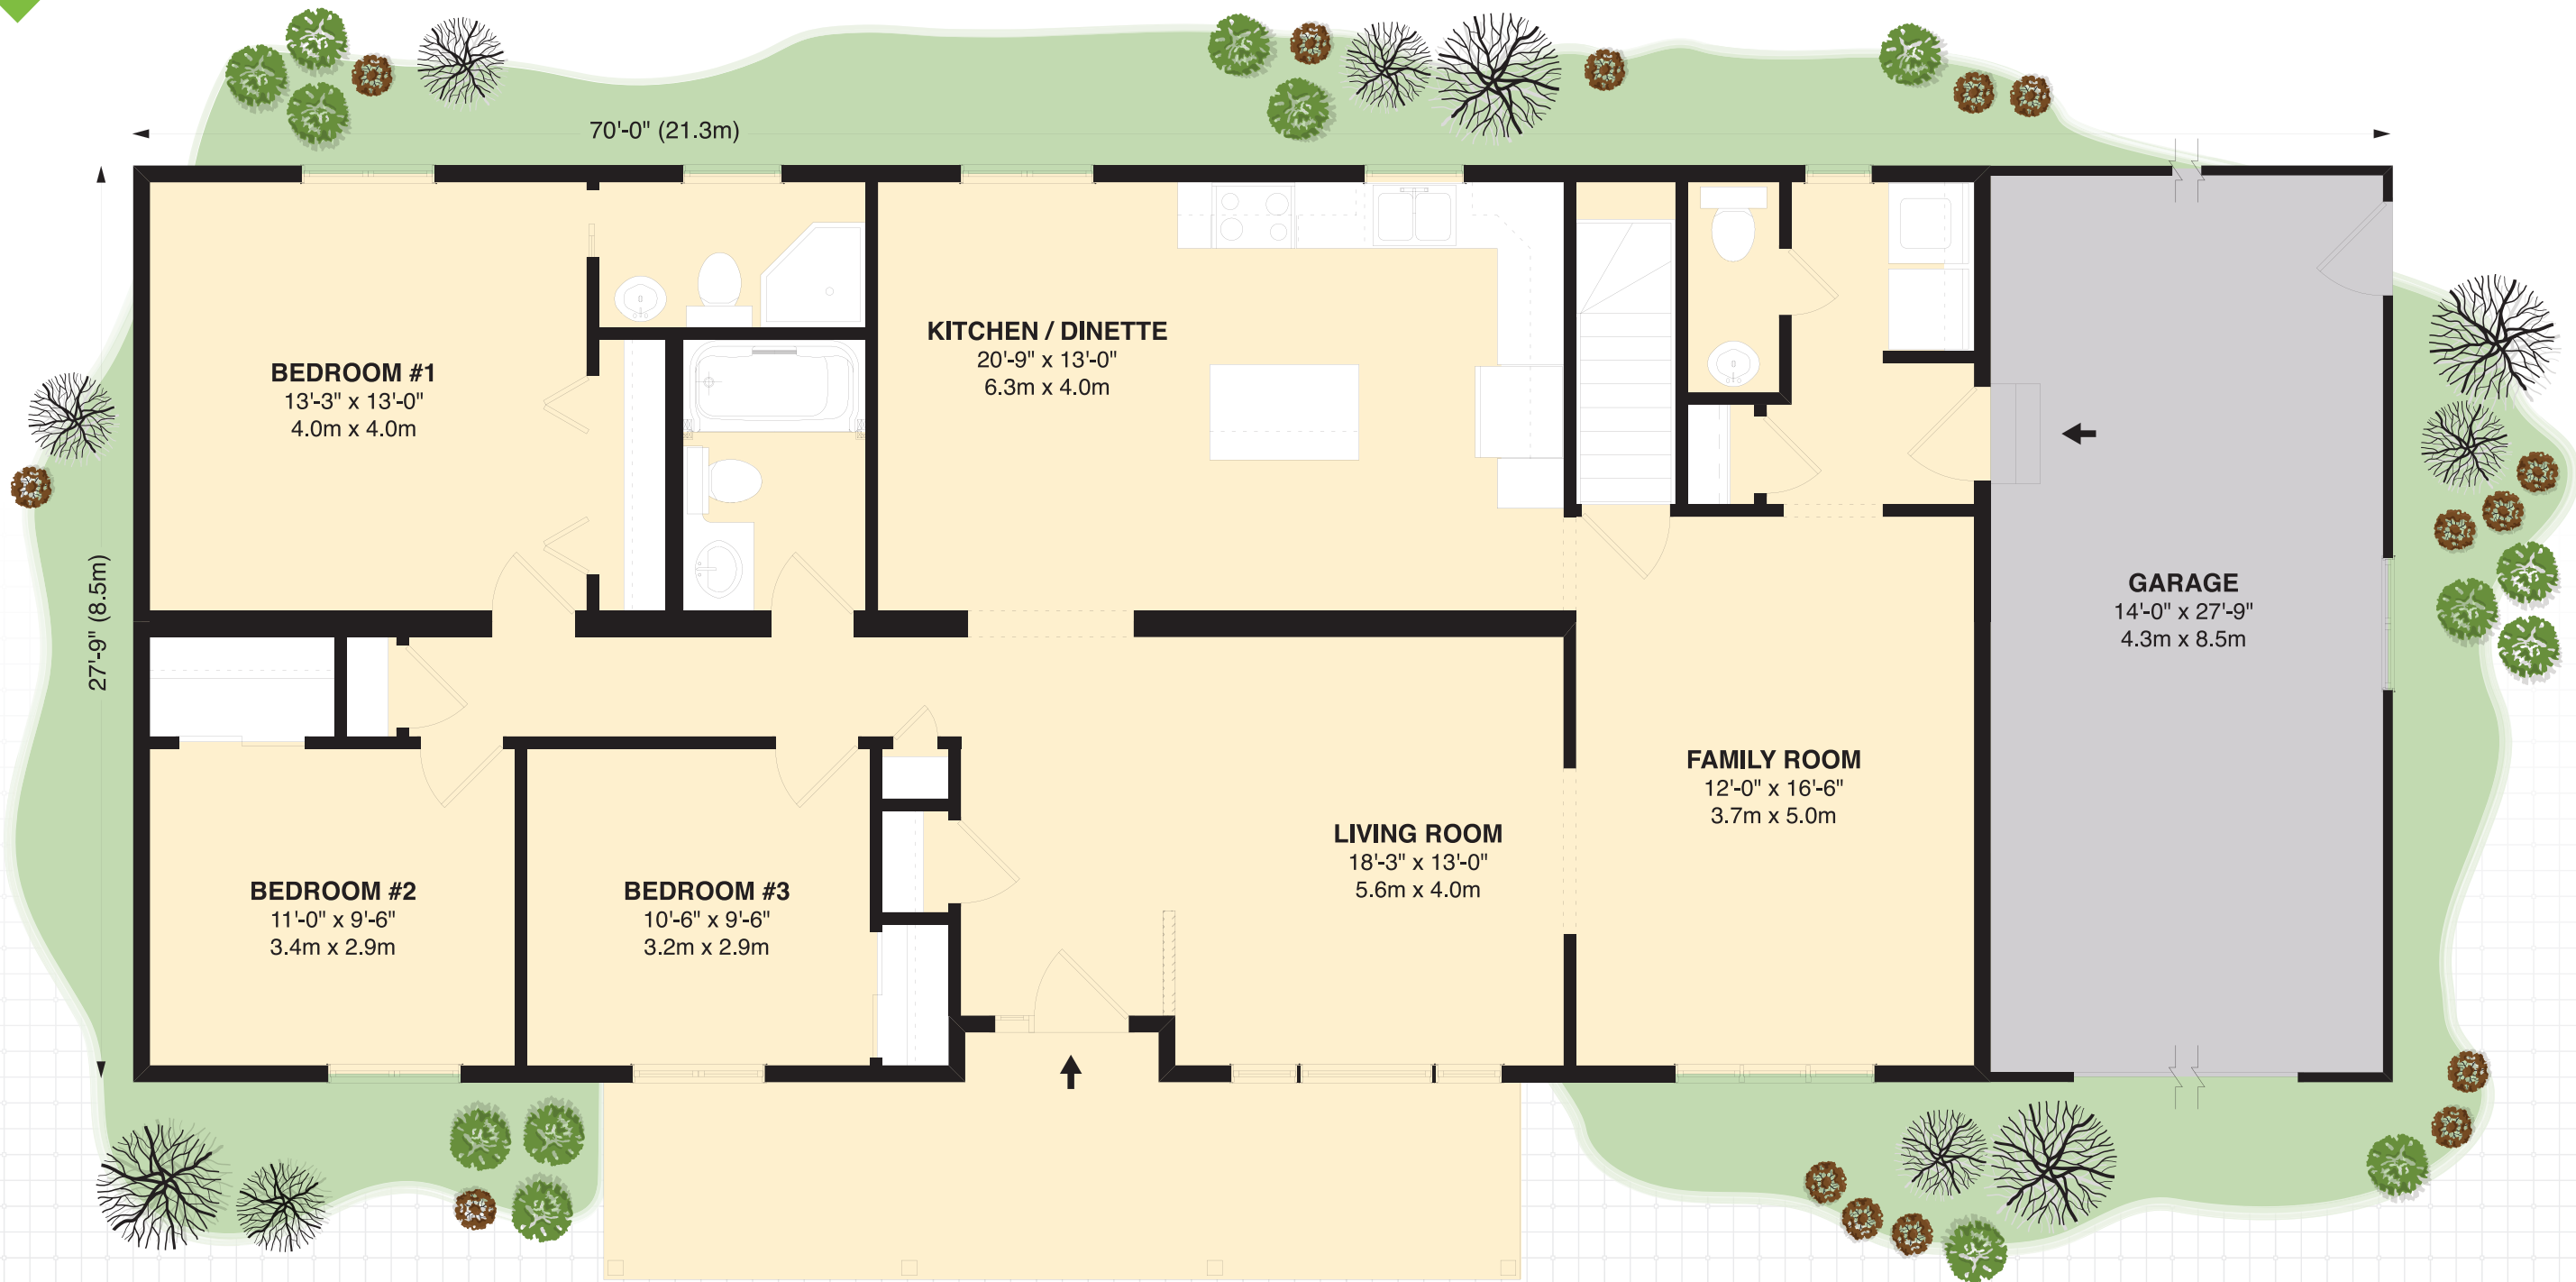 70'-0" (21.3m)
27'-9" (8.5m)
BEDROOM #1
13'-3" x 13'-0"
4.0m x 4.0m
KITCHEN / DINETTE
20'-9" x 13'-0"
6.3m x 4.0m
GARAGE
14'-0" x 27'-9"
4.3m x 8.5m
FAMILY ROOM
12'-0" x 16'-6"
3.7m x 5.0m
LIVING ROOM
18'-3" x 13'-0"
5.6m x 4.0m
BEDROOM #2
11'-0" x 9'-6"
3.4m x 2.9m
BEDROOM #3
10'-6" x 9'-6"
3.2m x 2.9m